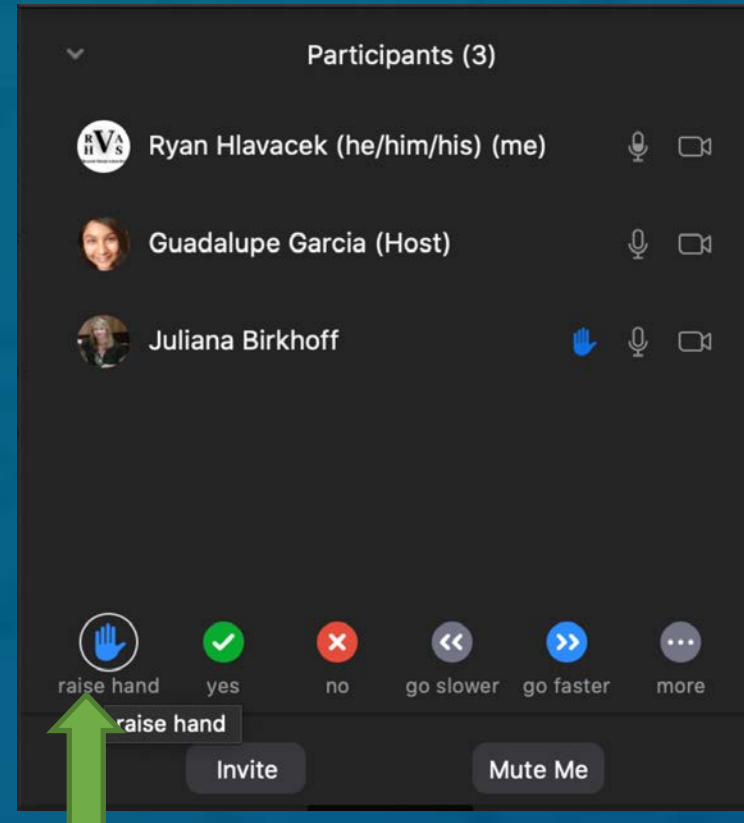 Participants (3)
R V A
H S
Ryan Hlavacek (he/him/his) (me)
Guadalupe Garcia (Host)
Juliana Birkhoff
raise hand yes no go slower go faster more
raise hand
Invite Mute Me